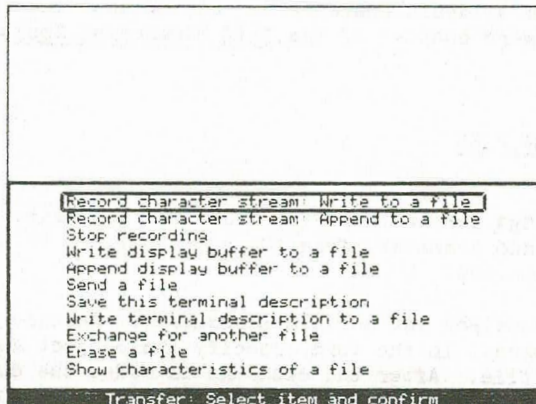 Record character stream: Write to a file
Record character stream: Append to a file
Stop recording
Write display buffer to a file
Append display buffer to a file
Send a file
Save this terminal description
Write terminal description to a file
Exchange for another file
Erase a file
Show characteristics of a file
Transfer: Select item and confirm